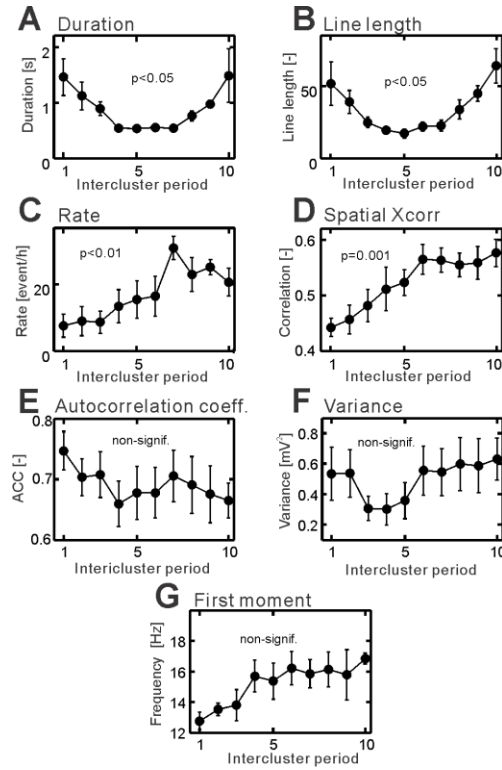 A Duration
2
p<0.05
1
0
Duration [s]
1 5 10
Intercluster period
B Line length
p<0.05
50
0
Line length [-]
1 5 10
Intercluster period
C Rate
p<0.01
20
0
Rate [event/h]
1 5 10
Intercluster period
D Spatial Xcorr
0.6
p=0.001
0.5
0.4
Correlation [-]
1 5 10
Intercluster period
E Autocorrelation coeff.
0.8
non-signif.
0.7
0.6
ACC [-]
1 5 10
Intercluster period
F Variance
0.8
non-signif.
0.6
0.4
0.2
Variance [mV²]
1 5 10
Intercluster period
G First moment
18
non-signif.
16
14
12
Frequency [Hz]
1 5 10
Intercluster period